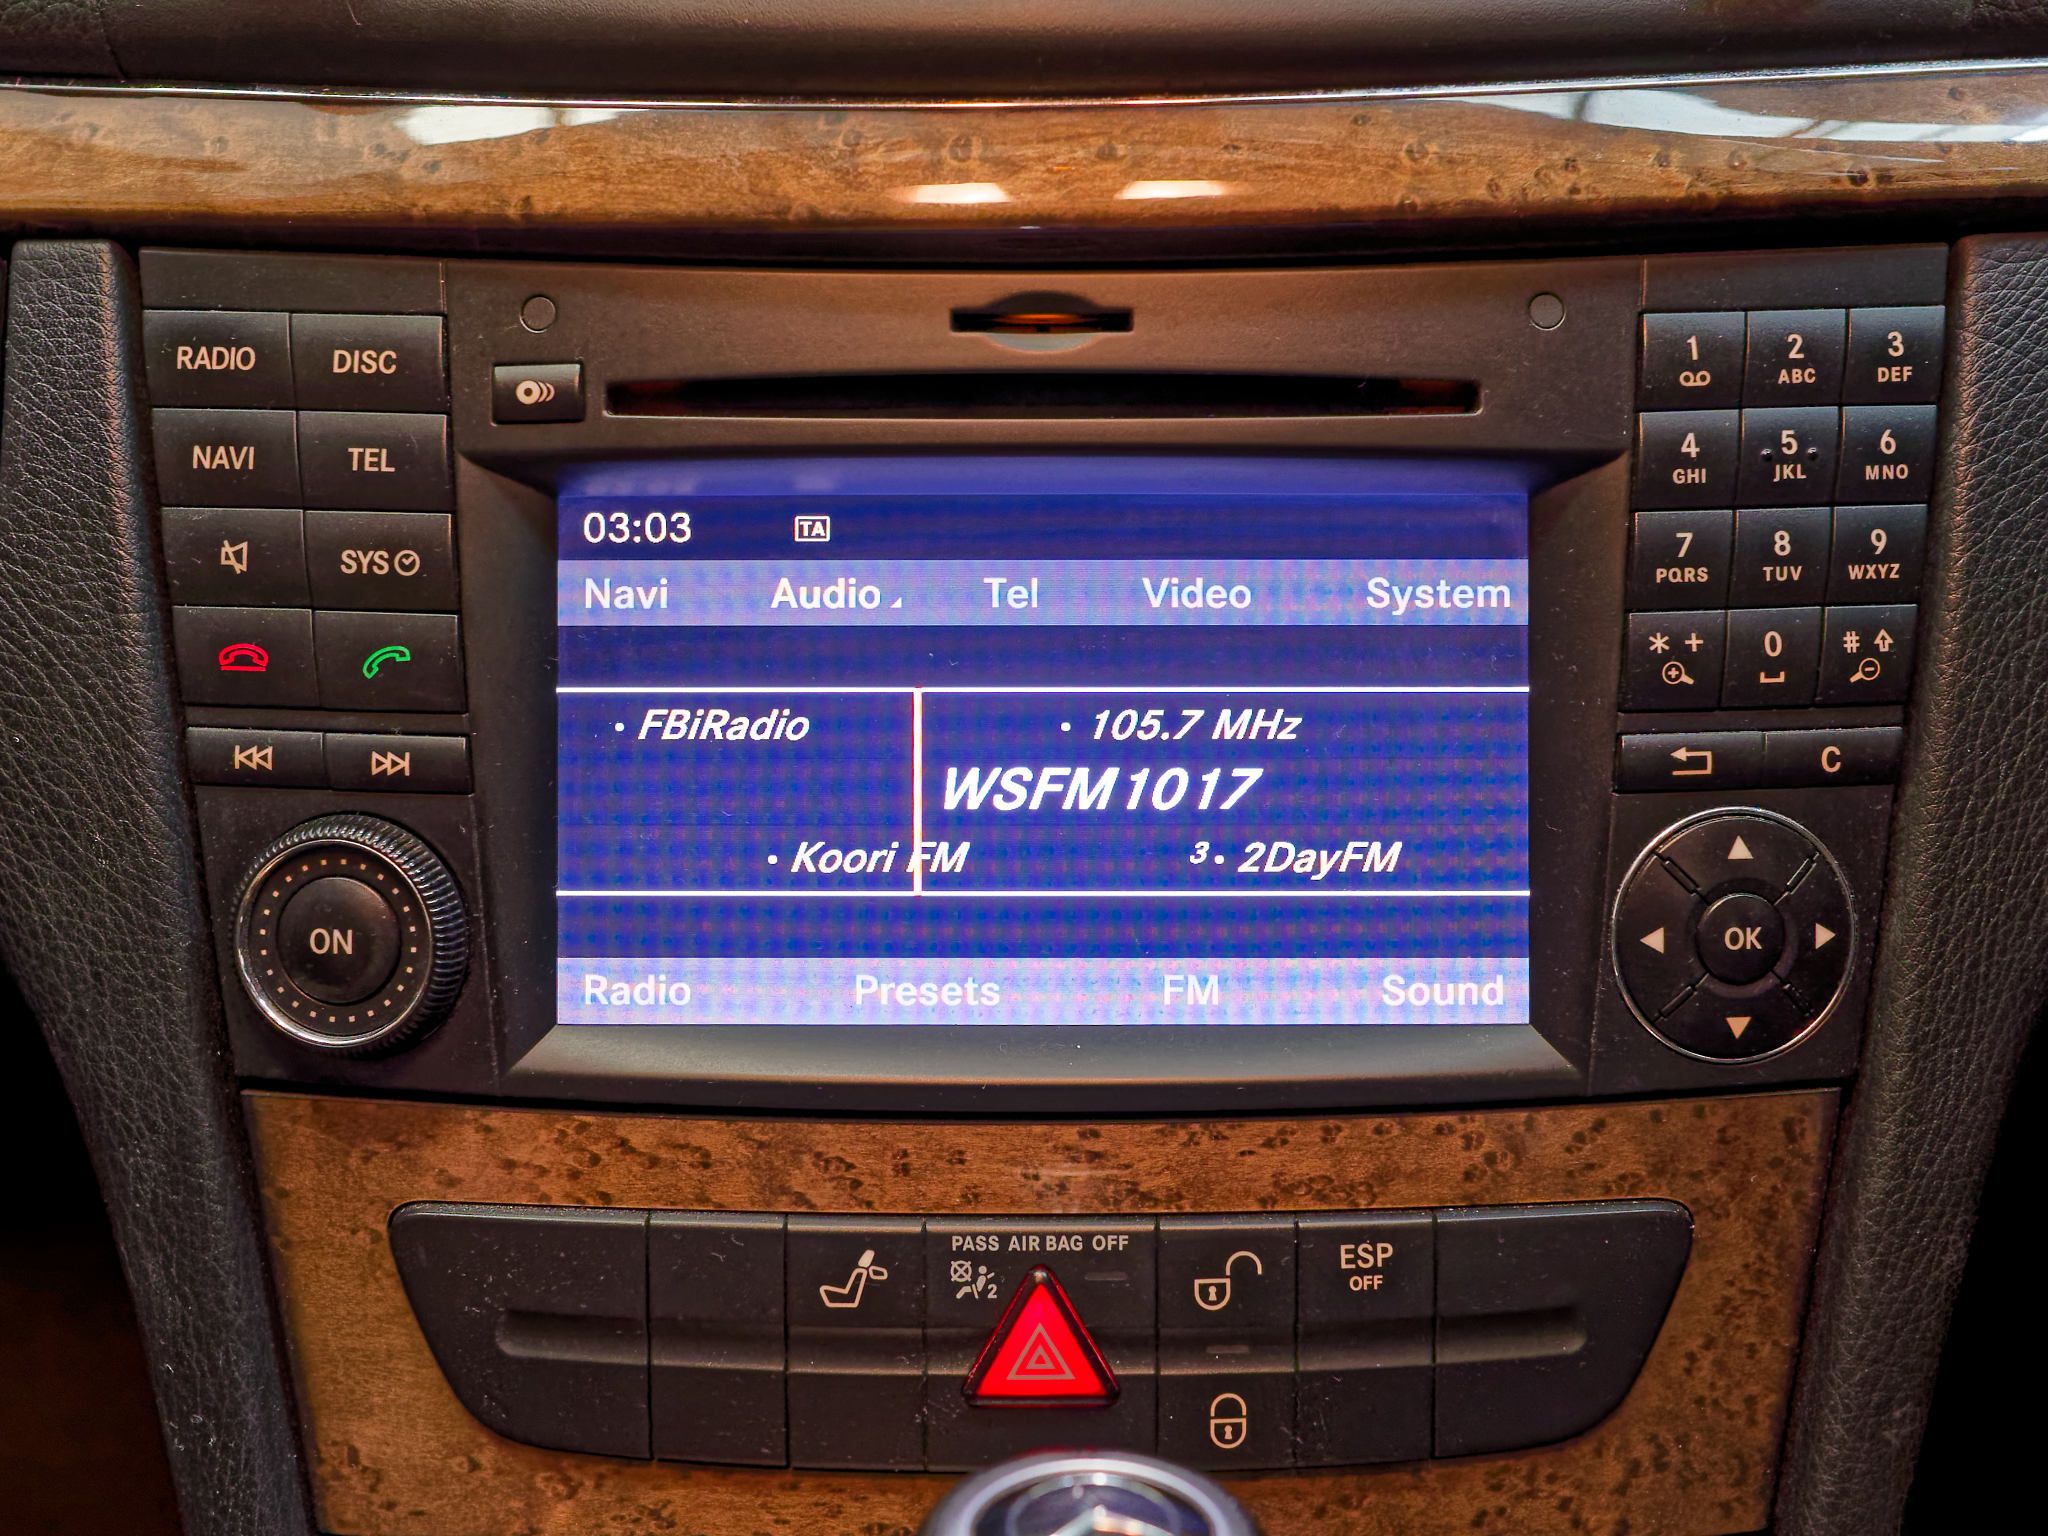 RADIO DISC
NAVI TEL
SYS
ON
03:03 TA
Navi Audio Tel Video System
· FBiRadio · 105.7 MHz
WSFM1017
· Koori FM 3 · 2DayFM
Radio Presets FM Sound
1 2 ABC 3 DEF
4 GHI 5 JKL 6 MNO
7 PQRS 8 TUV 9 WXYZ
* + 0 #
C
OK
PASS AIR BAG OFF
2
ESP
OFF